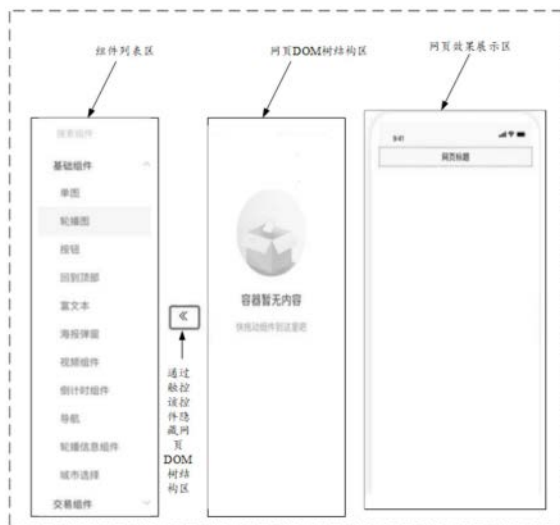 组件列表区
网页DOM树结构区
网页效果展示区
搜索组件
基础组件
单图
轮播图
按钮
回到顶部
富文本
海报弹窗
视频组件
倒计时组件
导航
轮播信息组件
城市选择
交易组件
通过
触控
该控
件隐
藏网
页
DOM
树结
构区
容器暂无内容
快拖动组件到这里吧
9:41
网页标题